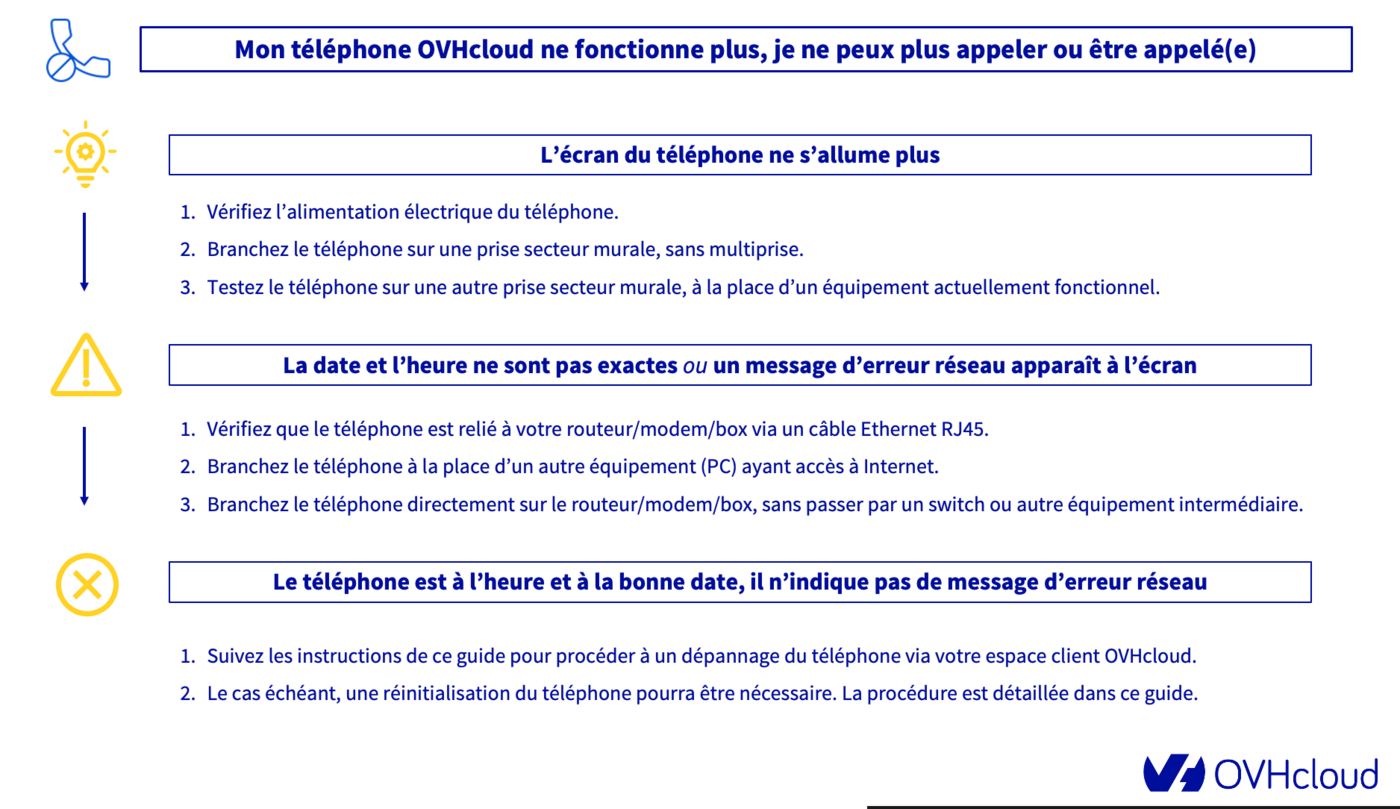 Mon téléphone OVHcloud ne fonctionne plus, je ne peux plus appeler ou être appelé(e)
L’écran du téléphone ne s’allume plus
1. Vérifiez l’alimentation électrique du téléphone.
2. Branchez le téléphone sur une prise secteur murale, sans multiprise.
3. Testez le téléphone sur une autre prise secteur murale, à la place d’un équipement actuellement fonctionnel.
La date et l’heure ne sont pas exactes ou un message d’erreur réseau apparaît à l’écran
1. Vérifiez que le téléphone est relié à votre routeur/modem/box via un câble Ethernet RJ45.
2. Branchez le téléphone à la place d’un autre équipement (PC) ayant accès à Internet.
3. Branchez le téléphone directement sur le routeur/modem/box, sans passer par un switch ou autre équipement intermédiaire.
Le téléphone est à l’heure et à la bonne date, il n’indique pas de message d’erreur réseau
1. Suivez les instructions de ce guide pour procéder à un dépannage du téléphone via votre espace client OVHcloud.
2. Le cas échéant, une réinitialisation du téléphone pourra être nécessaire. La procédure est détaillée dans ce guide.
OVHcloud